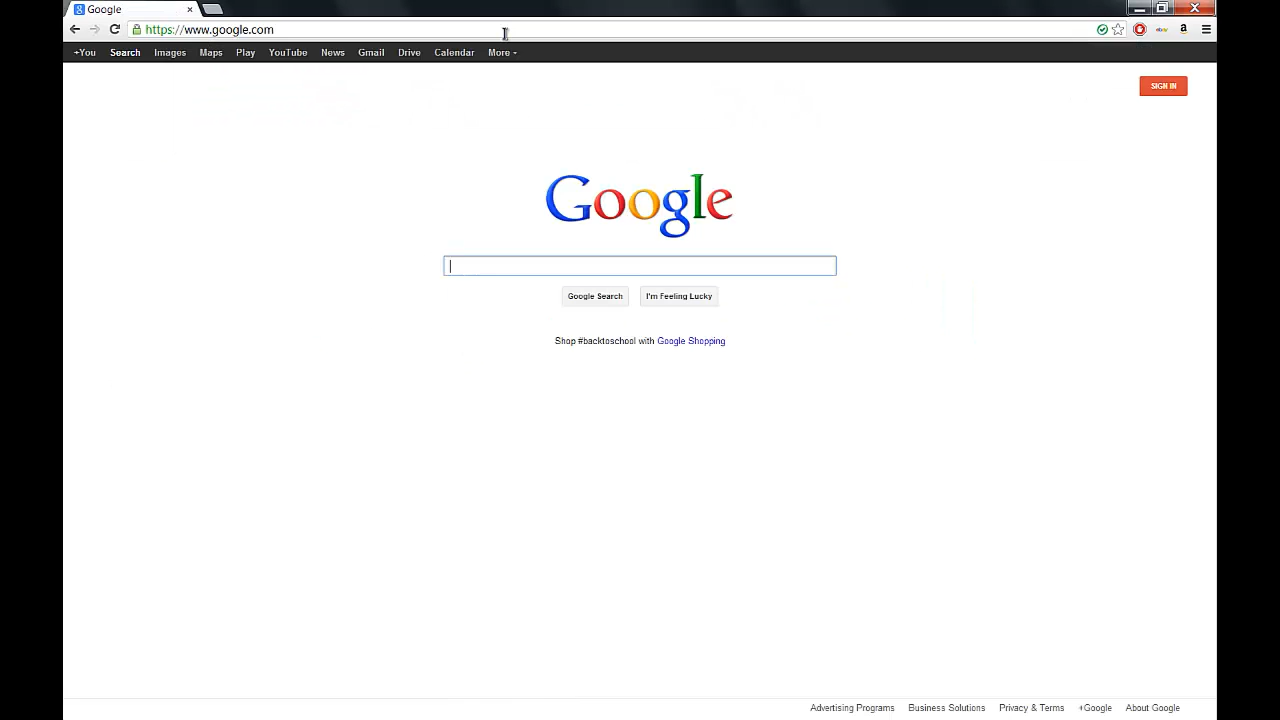 Google
https://www.google.com
+You Search Images Maps Play YouTube News Gmail Drive Calendar More
SIGN IN
Google
Google Search I'm Feeling Lucky
Shop #backtoschool with Google Shopping
Advertising Programs Business Solutions Privacy & Terms +Google About Google